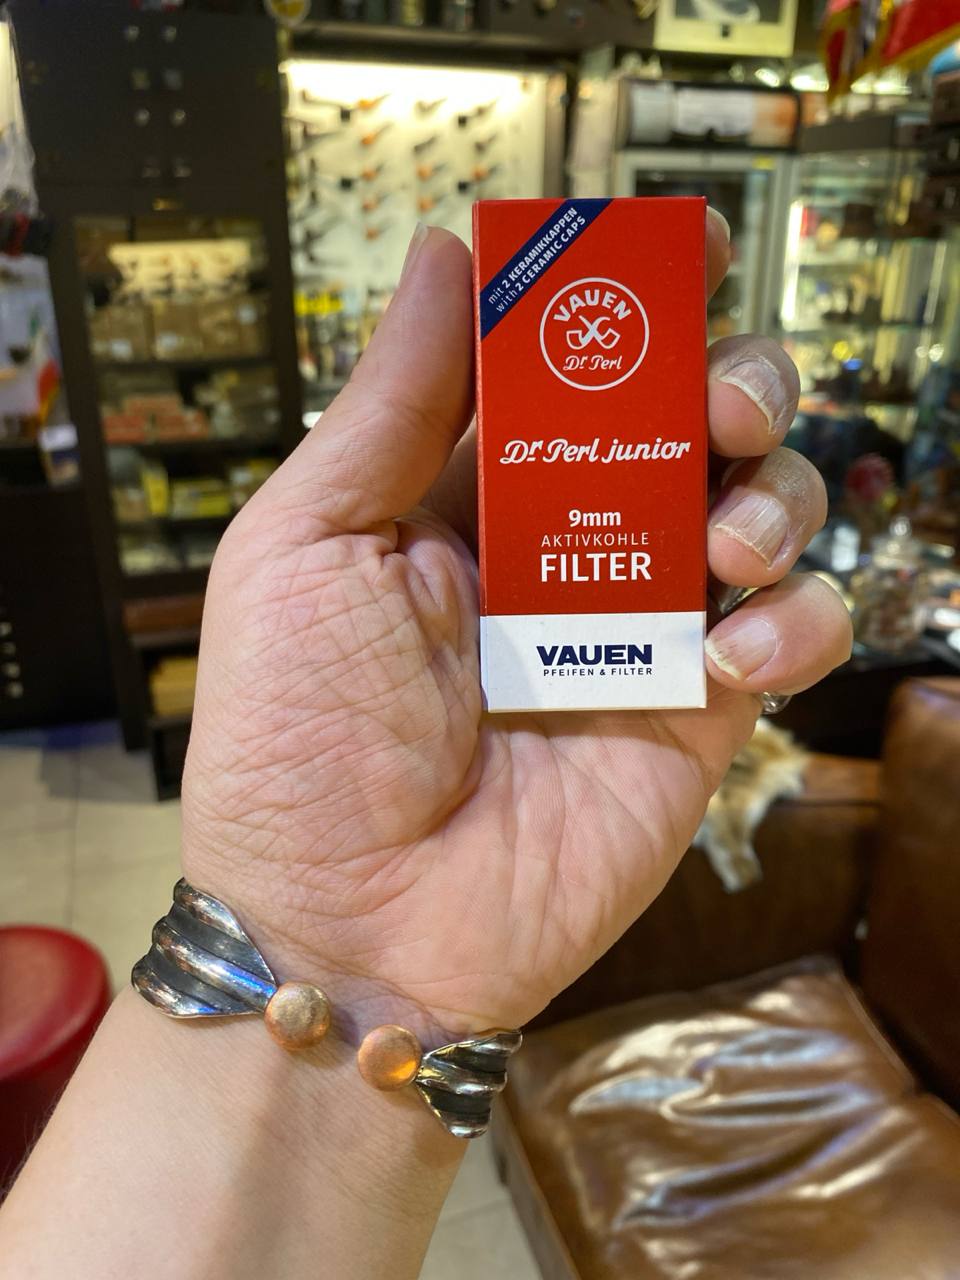 mit 2 KERAMIKKAPPEN
with 2 CERAMIC CAPS
VAUEN
Dr Perl
Dr Perl junior
9mm
AKTIVKOHLE
FILTER
VAUEN
PFEIFEN & FILTER